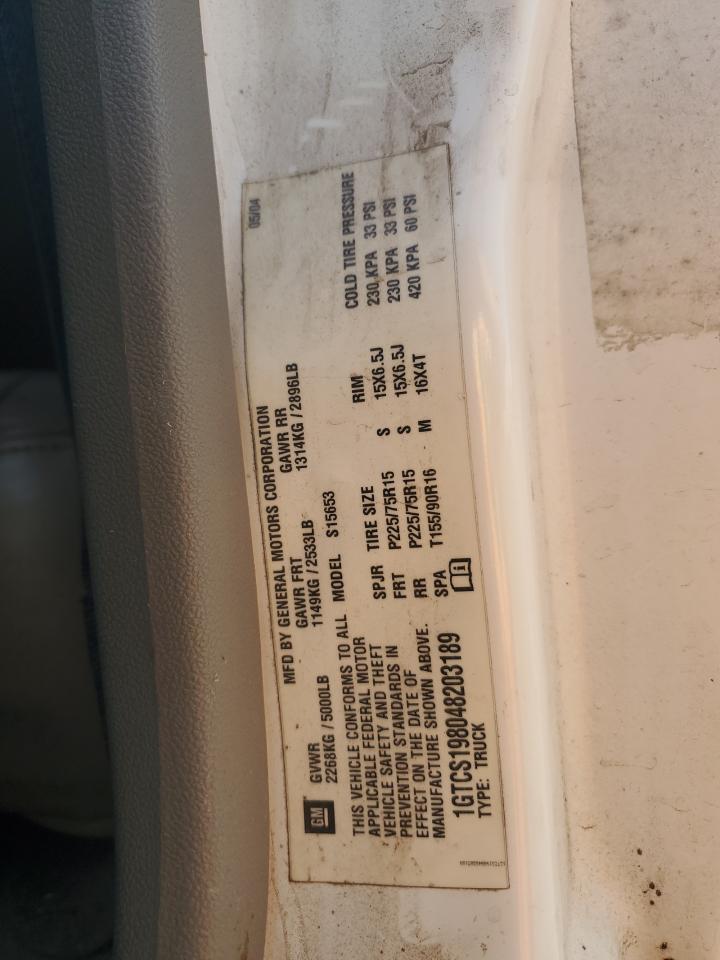 MFD BY GENERAL MOTORS CORPORATION
05/04
GM
GVWR GAWR FRT GAWR RR
2268KG / 5000LB 1149KG / 2533LB 1314KG / 2896LB
THIS VEHICLE CONFORMS TO ALL
APPLICABLE FEDERAL MOTOR
VEHICLE SAFETY AND THEFT
PREVENTION STANDARDS IN
EFFECT ON THE DATE OF
MANUFACTURE SHOWN ABOVE.
MODEL S15653
SPJR TIRE SIZE RIM COLD TIRE PRESSURE
FRT P225/75R15 S 15X6.5J 230 KPA 33 PSI
RR P225/75R15 S 15X6.5J 230 KPA 33 PSI
SPA T155/90R16 M 16X4T 420 KPA 60 PSI
1GTCS198048203189
TYPE: TRUCK